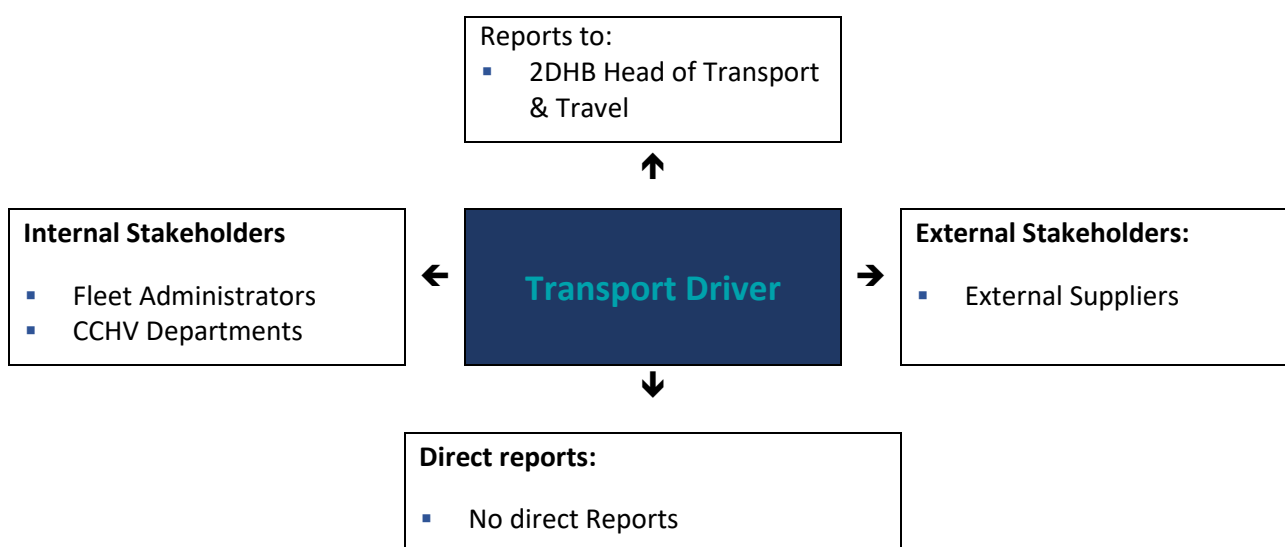 Reports to:
▪ 2DHB Head of Transport
& Travel
Internal Stakeholders
▪ Fleet Administrators
▪ CCHV Departments
Transport Driver
External Stakeholders:
▪ External Suppliers
Direct reports:
▪ No direct Reports